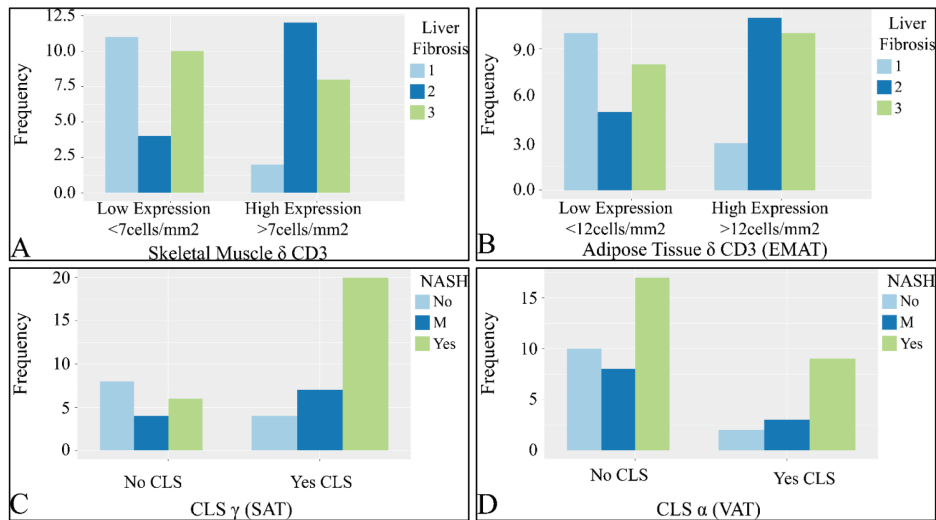 12.5
10.0
7.5
5.0
2.5
0.0
Frequency
Liver
Fibrosis
1
2
3
Low Expression
<7cells/mm2
High Expression
>7cells/mm2
A
Skeletal Muscle δ CD3
9.0
6.0
3.0
0.0
Frequency
Liver
Fibrosis
1
2
3
Low Expression
<12cells/mm2
High Expression
>12cells/mm2
B
Adipose Tissue δ CD3 (EMAT)
20
15
10
5
0
Frequency
NASH
No
M
Yes
No CLS
Yes CLS
C
CLS γ (SAT)
15
10
5
0
Frequency
NASH
No
M
Yes
No CLS
Yes CLS
D
CLS α (VAT)